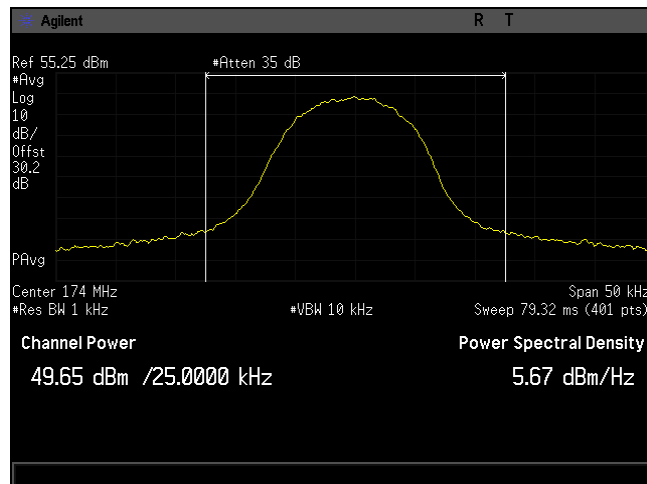 Agilent R T
Ref 55.25 dBm #Atten 35 dB
#Avg
Log
10
dB/
Offst
30.2
dB
PAvg
Center 174 MHz Span 50 kHz
#Res BW 1 kHz #VBW 10 kHz Sweep 79.32 ms (401 pts)
Channel Power Power Spectral Density
49.65 dBm /25.0000 kHz 5.67 dBm/Hz